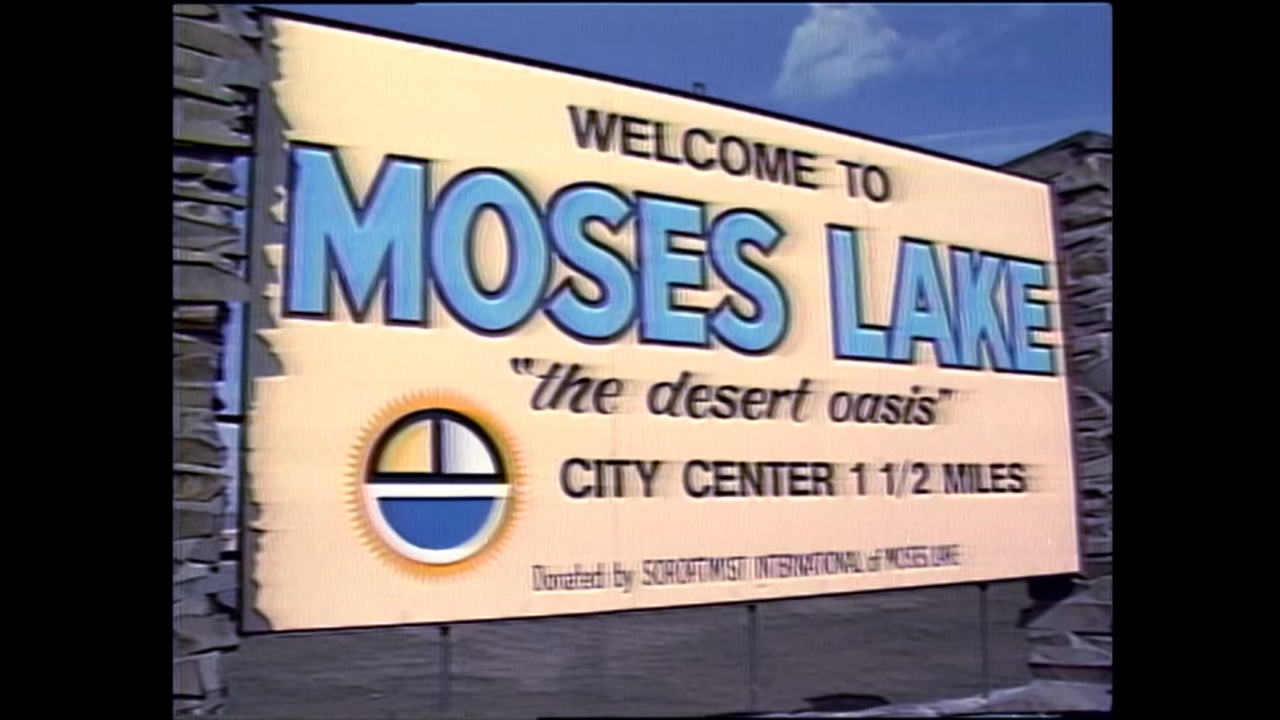 WELCOME TO
MOSES LAKE
"the desert oasis"
CITY CENTER 1 1/2 MILES
Donated by SOROPTIMIST INTERNATIONAL of MOSES LAKE